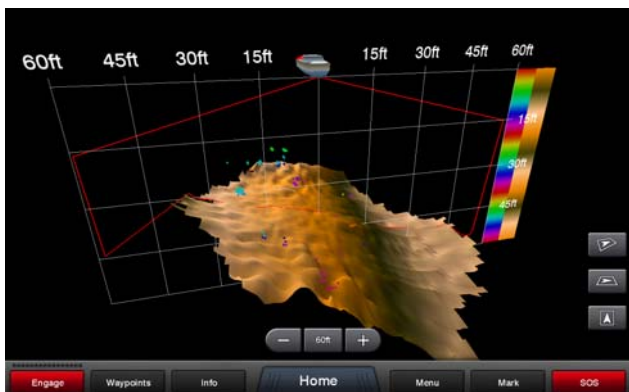 60ft 45ft 30ft 15ft 15ft 30ft 45ft 60ft
15ft
30ft
45ft
− 60ft +
Engage Waypoints Info Home Menu Mark SOS